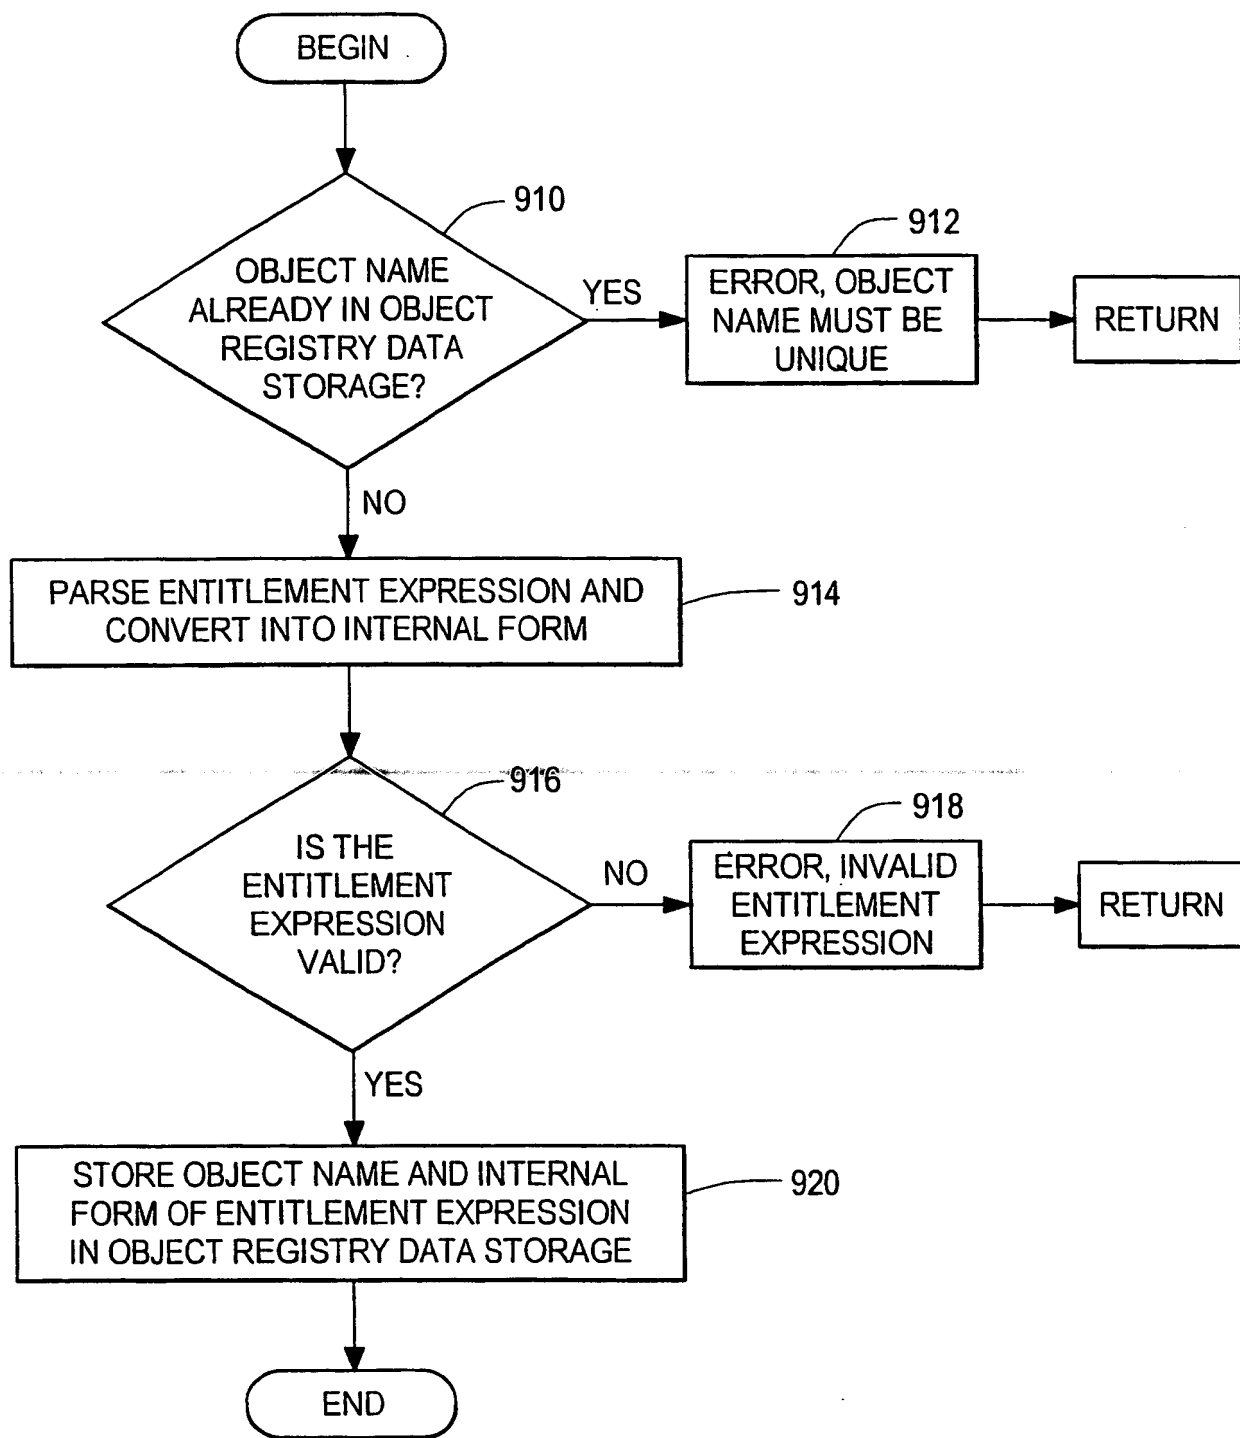 BEGIN
910
OBJECT NAME
ALREADY IN OBJECT
REGISTRY DATA
STORAGE?
YES
912
ERROR, OBJECT
NAME MUST BE
UNIQUE
RETURN
NO
PARSE ENTITLEMENT EXPRESSION AND
CONVERT INTO INTERNAL FORM
914
916
IS THE
ENTITLEMENT
EXPRESSION
VALID?
NO
918
ERROR, INVALID
ENTITLEMENT
EXPRESSION
RETURN
YES
STORE OBJECT NAME AND INTERNAL
FORM OF ENTITLEMENT EXPRESSION
IN OBJECT REGISTRY DATA STORAGE
920
END